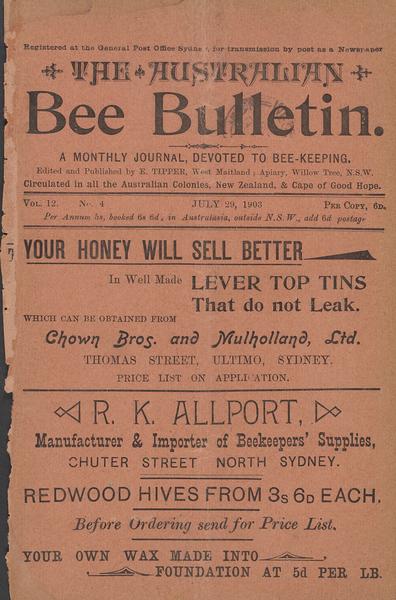 Registered at the General Post Office Sydney, for transmission by post as a Newspaper
THE AUSTRALIAN
Bee Bulletin.
A MONTHLY JOURNAL, DEVOTED TO BEE-KEEPING.
Edited and Published by E. TIPPER, West Maitland; Apiary, Willow Tree, N.S.W.
Circulated in all the Australian Colonies, New Zealand, & Cape of Good Hope.
VOL. 12. No. 4 JULY 29, 1903 PER COPY, 6D.
Per Annum 5s, booked 6s 6d, in Australasia, outside N.S.W., add 6d postage
YOUR HONEY WILL SELL BETTER
In Well Made LEVER TOP TINS
That do not Leak.
WHICH CAN BE OBTAINED FROM
Chown Bros. and Mulholland, Ltd.
THOMAS STREET, ULTIMO, SYDNEY.
PRICE LIST ON APPLICATION.
R. K. ALLPORT,
Manufacturer & Importer of Beekeepers' Supplies,
CHUTER STREET NORTH SYDNEY.
REDWOOD HIVES FROM 3s 6D EACH.
Before Ordering send for Price List.
YOUR OWN WAX MADE INTO
FOUNDATION AT 5d PER LB.